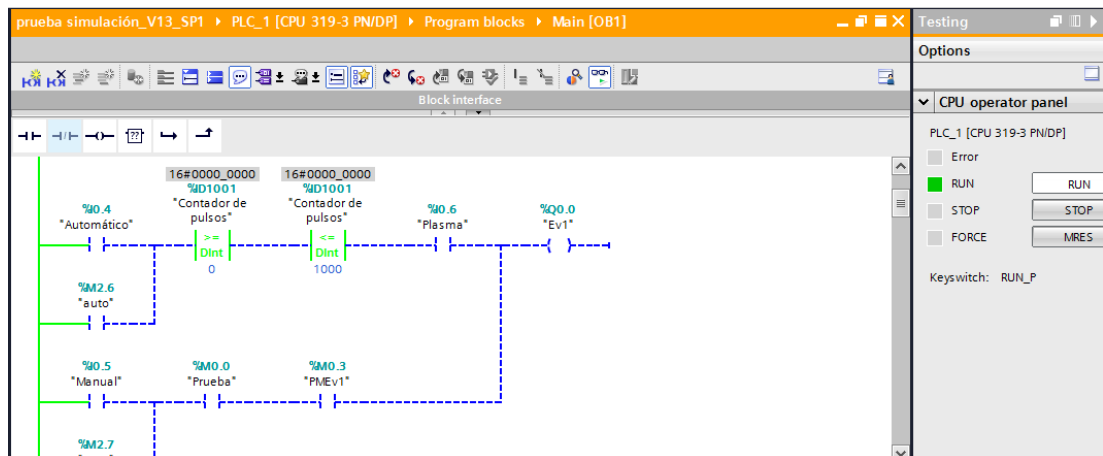 prueba simulación_V13_SP1 ▸ PLC_1 [CPU 319-3 PN/DP] ▸ Program blocks ▸ Main [OB1]
Testing
Options
Block interface
CPU operator panel
PLC_1 [CPU 319-3 PN/DP]
Error
RUN RUN
STOP STOP
FORCE MRES
Keyswitch: RUN_P
??
16#0000_0000 16#0000_0000
%ID1001 %ID1001
"Contador de "Contador de
%I0.4 pulsos" pulsos" %I0.6 %Q0.0
"Automático" "Plasma" "Ev1"
>= <=
DInt DInt
0 1000
%M2.6
"auto"
%I0.5 %M0.0 %M0.3
"Manual" "Prueba" "PMEv1"
%M2.7